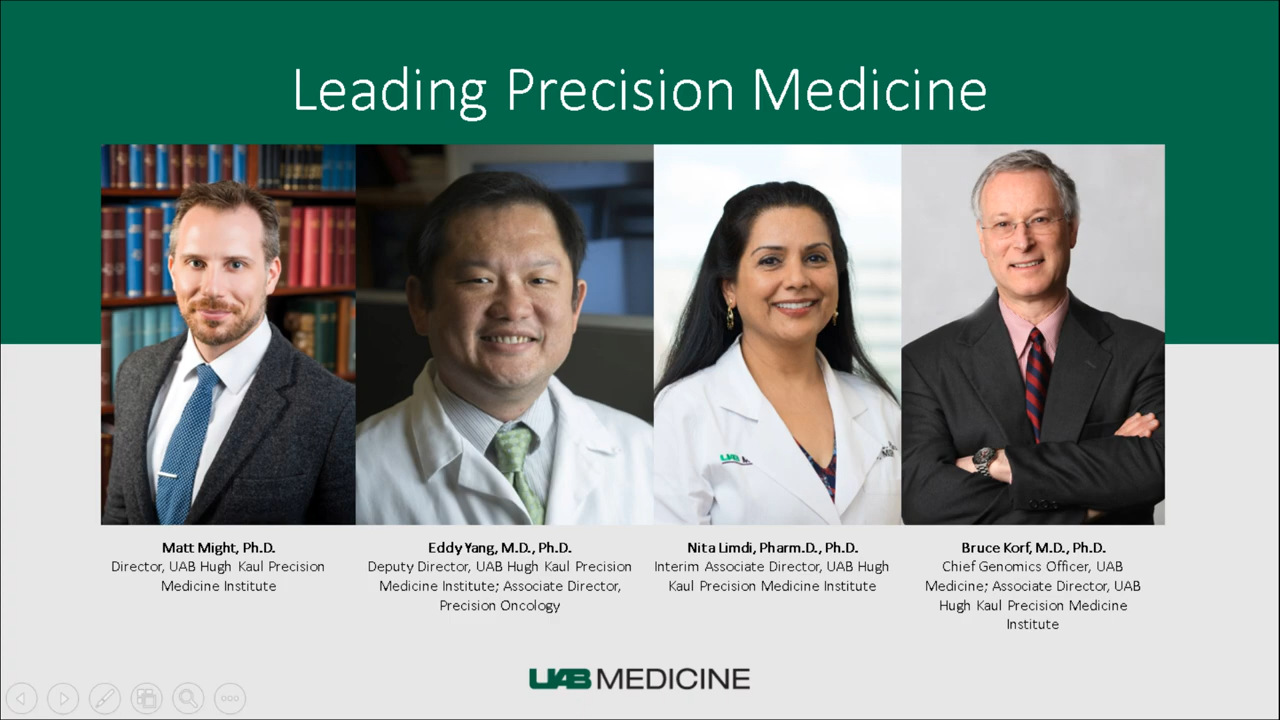 Leading Precision Medicine
Matt Might, Ph.D.
Director, UAB Hugh Kaul Precision
Medicine Institute
Eddy Yang, M.D., Ph.D.
Deputy Director, UAB Hugh Kaul Precision
Medicine Institute; Associate Director,
Precision Oncology
Nita Limdi, Pharm.D., Ph.D.
Interim Associate Director, UAB Hugh
Kaul Precision Medicine Institute
Bruce Korf, M.D., Ph.D.
Chief Genomics Officer, UAB
Medicine; Associate Director, UAB
Hugh Kaul Precision Medicine
Institute
UAB MEDICINE